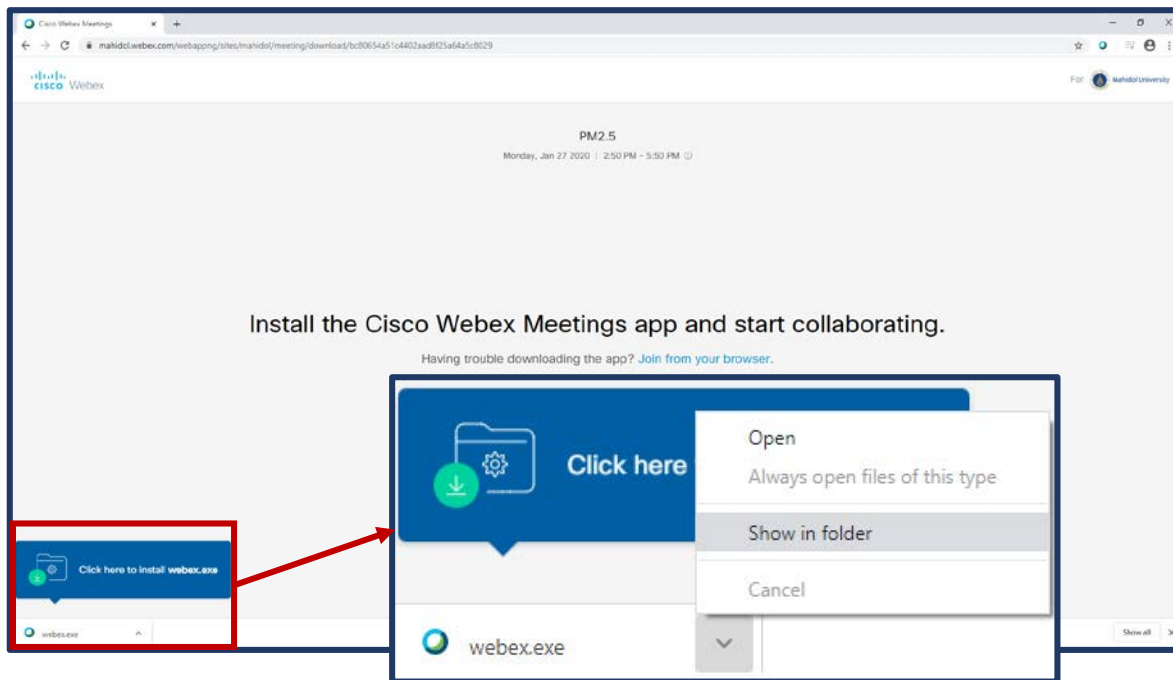 Cisco Webex Meetings
mahidol.webex.com/webappng/sites/mahidol/meeting/download/bc80654a51c4402aad8f25a64a5c8029
CISCO Webex
For Mahidol University
PM2.5
Monday, Jan 27 2020 | 2:50 PM - 5:50 PM
Install the Cisco Webex Meetings app and start collaborating.
Having trouble downloading the app? Join from your browser.
Click here
Open
Always open files of this type
Show in folder
Cancel
webex.exe
Click here to install webex.exe
webex.exe
Show all